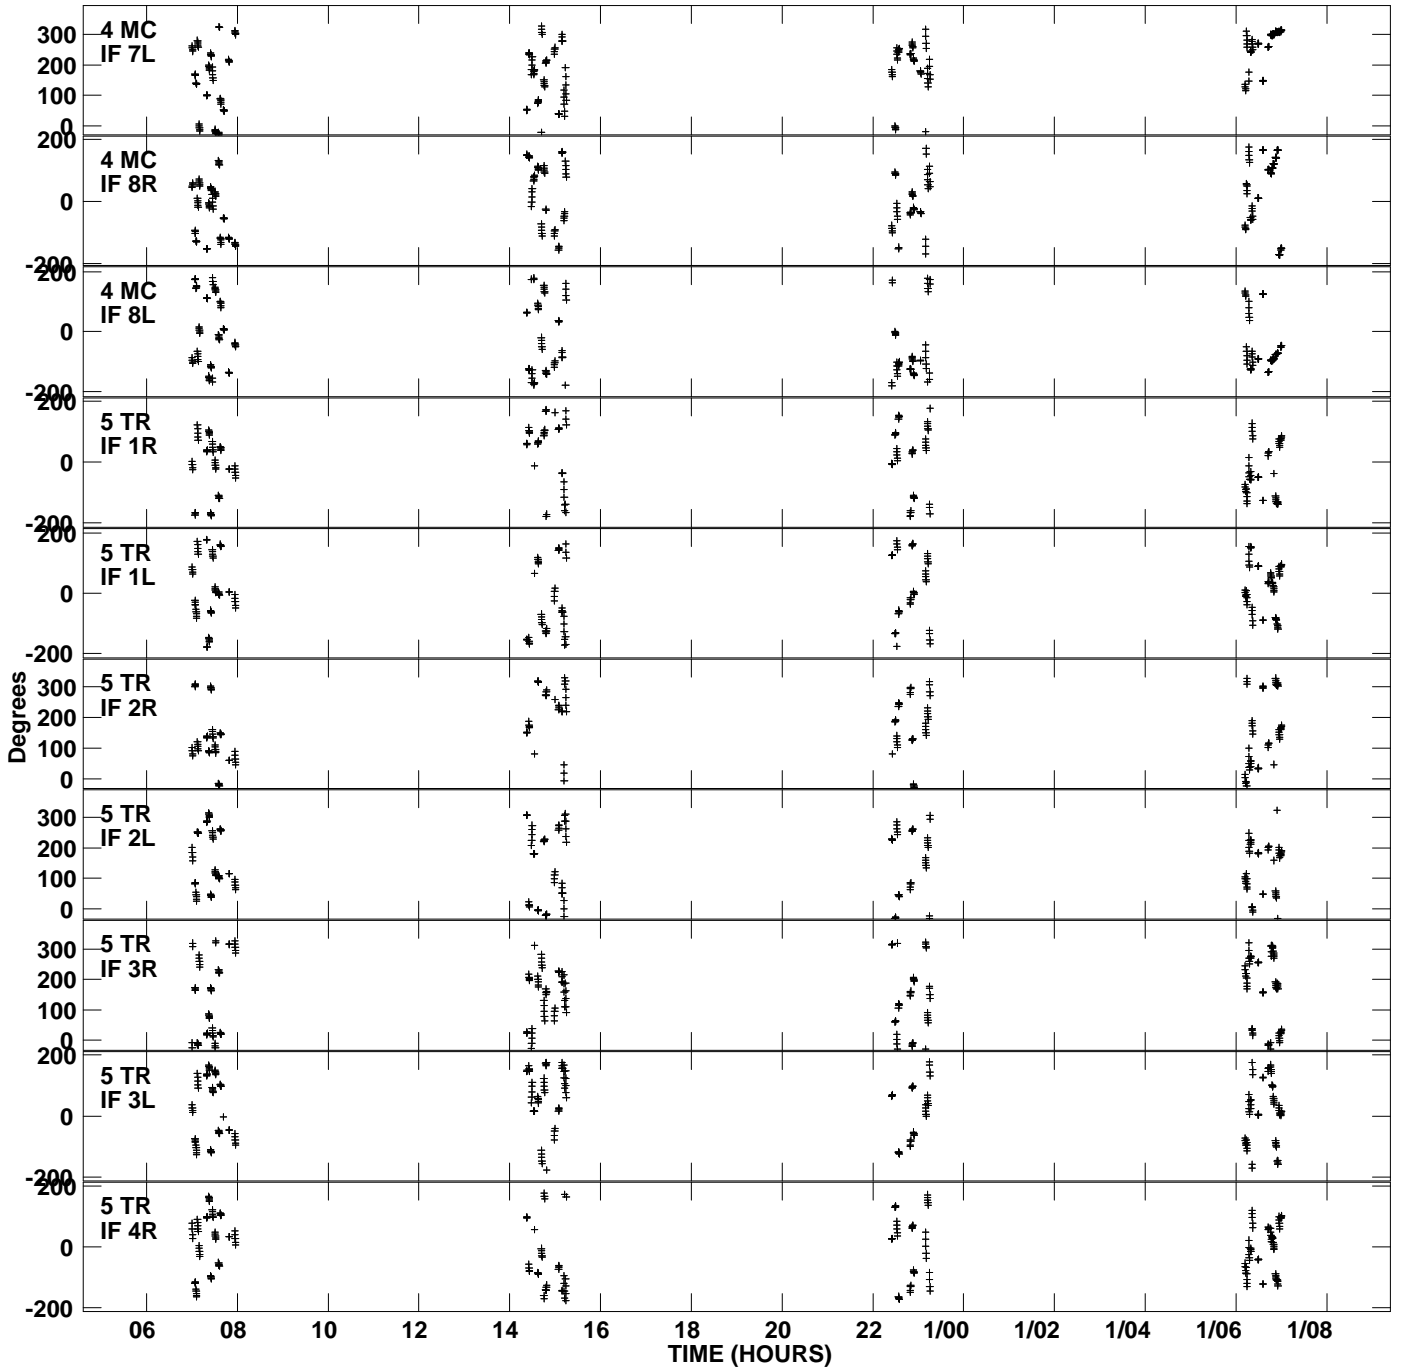 4 MC
IF 7L
300
200
100
0
4 MC
IF 8R
200
0
-200
4 MC
IF 8L
200
0
-200
5 TR
IF 1R
200
0
-200
5 TR
IF 1L
200
0
-200
5 TR
IF 2R
300
200
100
0
5 TR
IF 2L
300
200
100
0
5 TR
IF 3R
300
200
100
0
5 TR
IF 3L
200
0
-200
5 TR
IF 4R
200
0
-200
Degrees
06 08 10 12 14 16 18 20 22 1/00 1/02 1/04 1/06 1/08
TIME (HOURS)